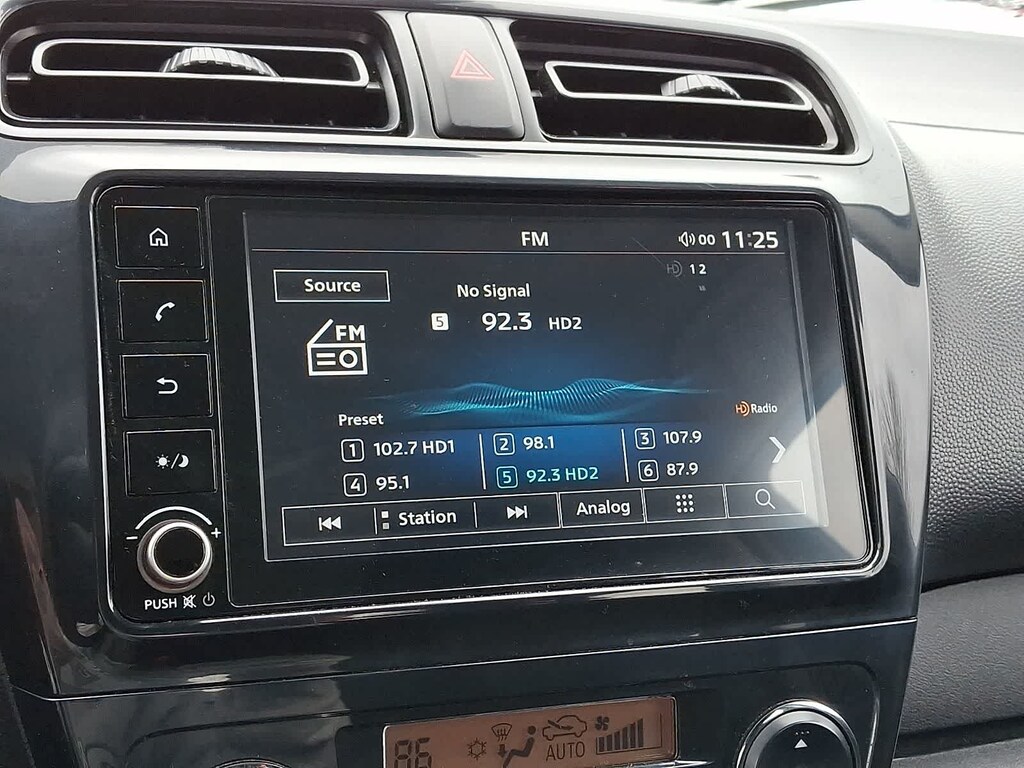 FM
00 11:25
HD 1 2
Source
No Signal
5 92.3 HD2
FM
HD Radio
Preset
1 102.7 HD1 2 98.1 3 107.9
4 95.1 5 92.3 HD2 6 87.9
Station Analog
- +
PUSH
86 AUTO